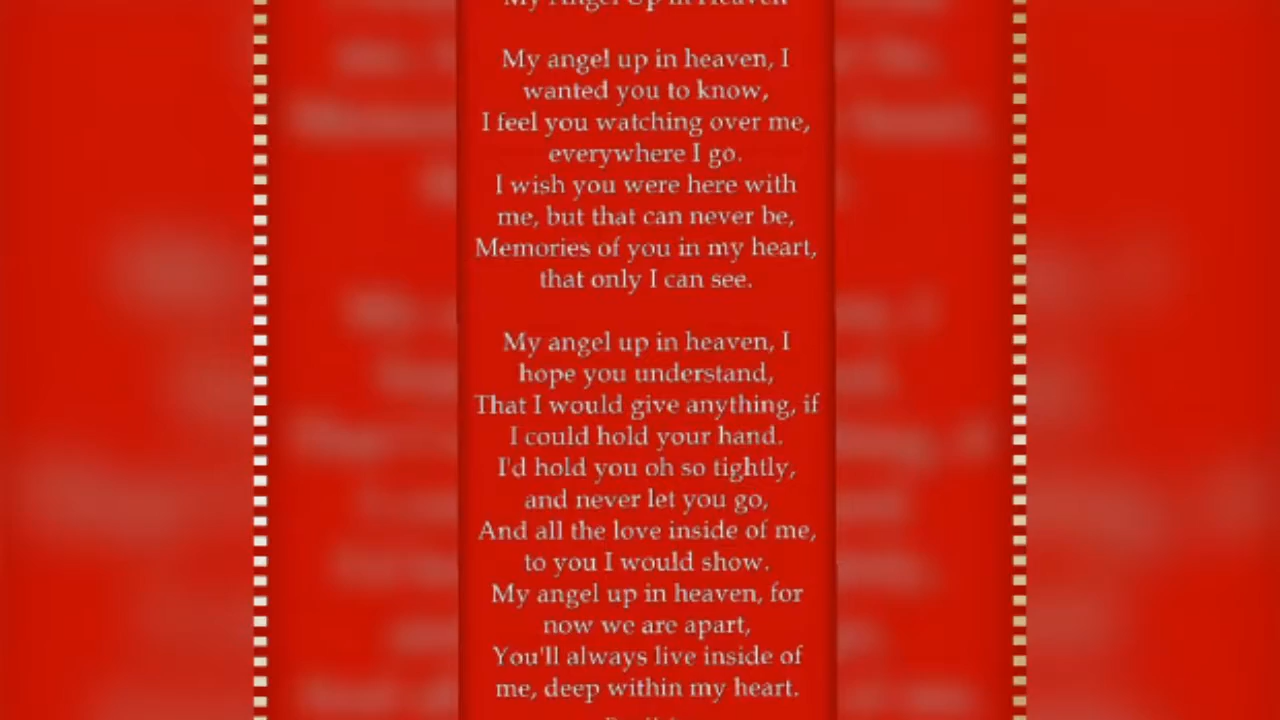 My Angel Up in Heaven
My angel up in heaven, I
wanted you to know,
I feel you watching over me,
everywhere I go.
I wish you were here with
me, but that can never be,
Memories of you in my heart,
that only I can see.
My angel up in heaven, I
hope you understand,
That I would give anything, if
I could hold your hand.
I'd hold you oh so tightly,
and never let you go,
And all the love inside of me,
to you I would show.
My angel up in heaven, for
now we are apart,
You'll always live inside of
me, deep within my heart.